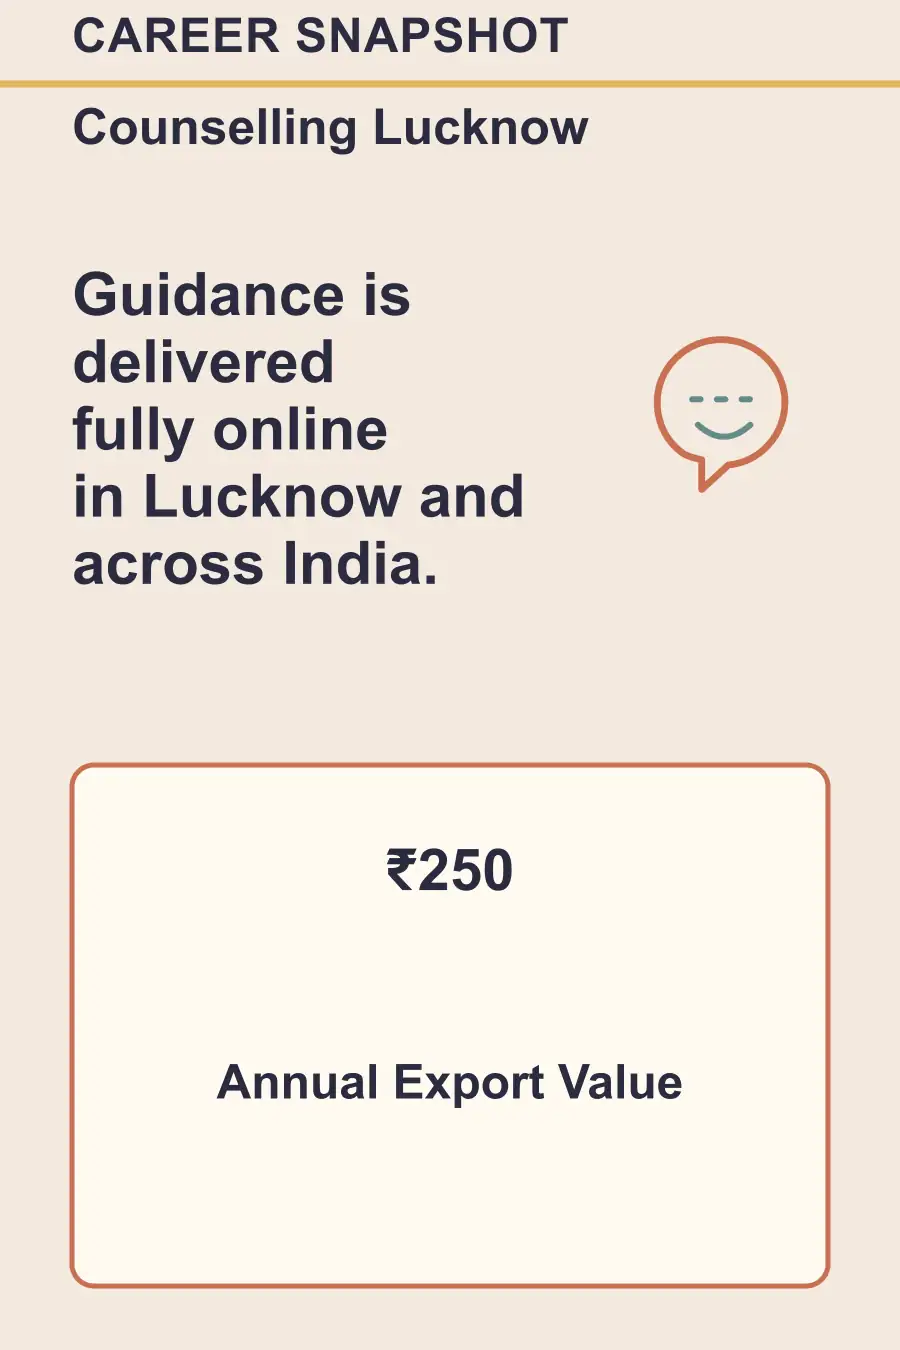 CAREER SNAPSHOT
Counselling Lucknow
Guidance is
delivered
fully online
in Lucknow and
across India.
₹250
Annual Export Value